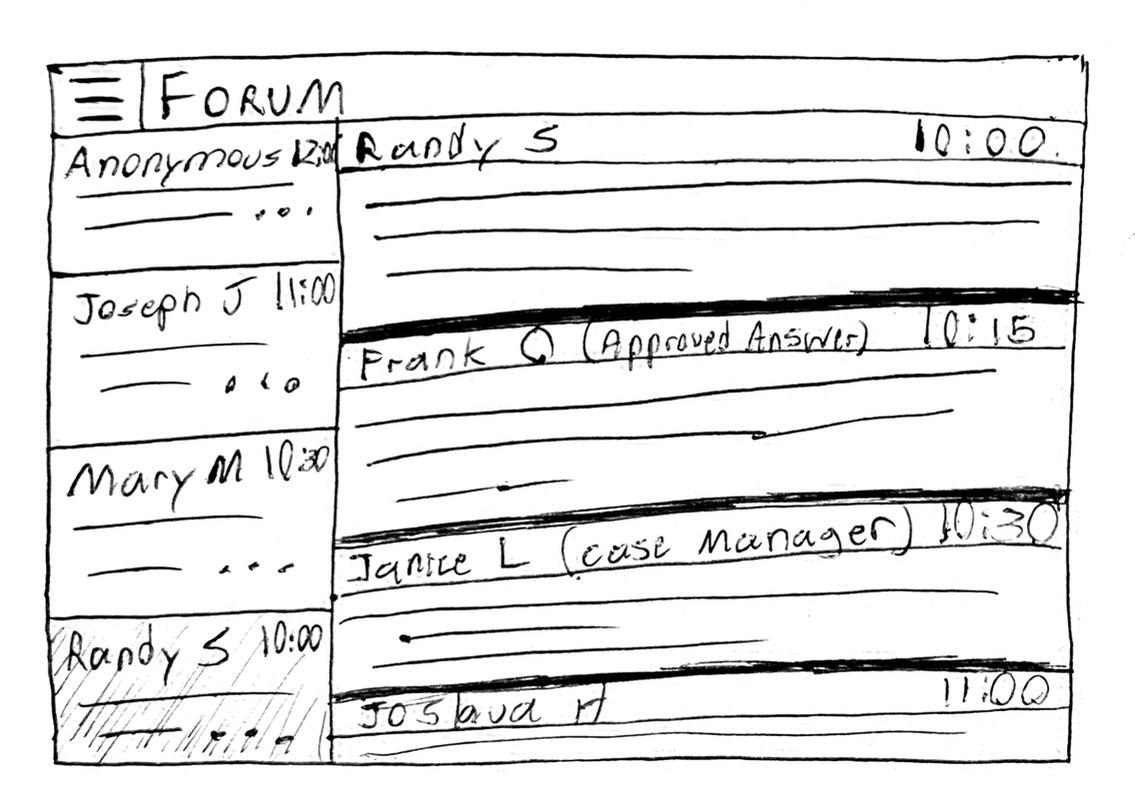 FORUM
Anonymous 12:00
...
Joseph J 11:00
...
Mary M 10:30
...
Randy S 10:00
...
Randy S 10:00
Frank Q (Approved Answer) 10:15
Janice L (case Manager) 10:30
Joslava H 11:00